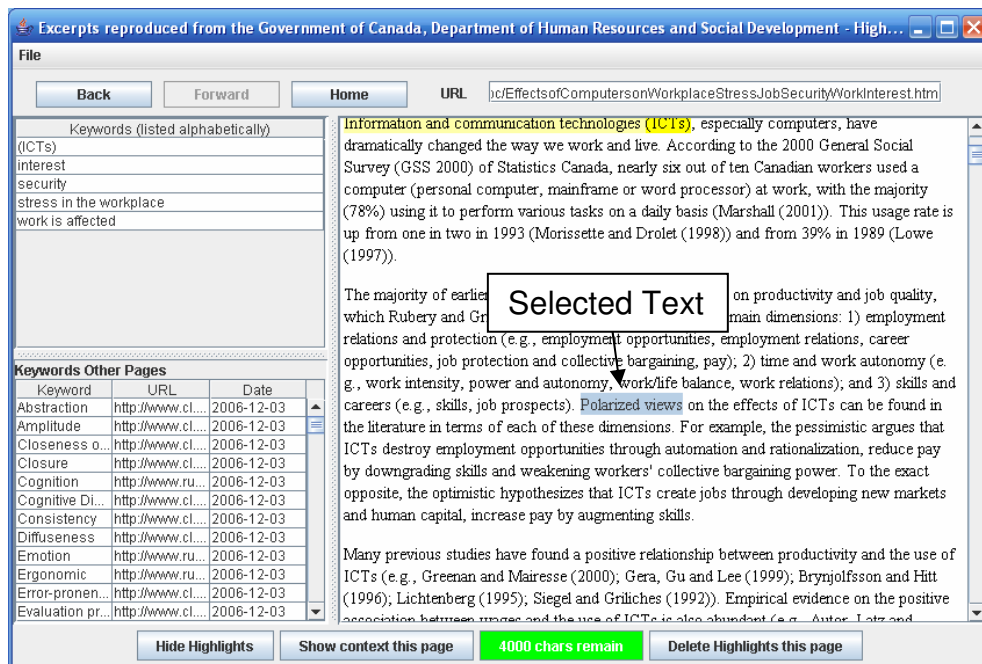 Excerpts reproduced from the Government of Canada, Department of Human Resources and Social Development - High...
File
Back
Forward
Home
URL
oc/EffectsofComputersonWorkplaceStressJobSecurityWorkInterest.htm
Keywords (listed alphabetically)
(ICTs)
interest
security
stress in the workplace
work is affected
Keywords Other Pages
Keyword URL Date
Abstraction http://www.cl.... 2006-12-03
Amplitude http://www.cl.... 2006-12-03
Closeness o... http://www.cl.... 2006-12-03
Closure http://www.cl.... 2006-12-03
Cognition http://www.ru... 2006-12-03
Cognitive Di... http://www.cl.... 2006-12-03
Consistency http://www.cl.... 2006-12-03
Diffuseness http://www.cl.... 2006-12-03
Emotion http://www.ru... 2006-12-03
Ergonomic http://www.ru... 2006-12-03
Error-pronen... http://www.cl.... 2006-12-03
Evaluation pr... http://www.cl.... 2006-12-03
Information and communication technologies (ICTs), especially computers, have
dramatically changed the way we work and live. According to the 2000 General Social
Survey (GSS 2000) of Statistics Canada, nearly six out of ten Canadian workers used a
computer (personal computer, mainframe or word processor) at work, with the majority
(78%) using it to perform various tasks on a daily basis (Marshall (2001)). This usage rate is
up from one in two in 1993 (Morissette and Drolet (1998)) and from 39% in 1989 (Lowe
(1997)).
The majority of earlier on productivity and job quality,
which Rubery and Gr main dimensions: 1) employment
Selected Text
relations and protection (e.g., employment opportunities, employment relations, career
opportunities, job protection and collective bargaining, pay); 2) time and work autonomy (e.
g., work intensity, power and autonomy, work/life balance, work relations); and 3) skills and
careers (e.g., skills, job prospects). Polarized views on the effects of ICTs can be found in
the literature in terms of each of these dimensions. For example, the pessimistic argues that
ICTs destroy employment opportunities through automation and rationalization, reduce pay
by downgrading skills and weakening workers' collective bargaining power. To the exact
opposite, the optimistic hypothesizes that ICTs create jobs through developing new markets
and human capital, increase pay by augmenting skills.
Many previous studies have found a positive relationship between productivity and the use of
ICTs (e.g., Greenan and Mairesse (2000); Gera, Gu and Lee (1999); Brynjolfsson and Hitt
(1996); Lichtenberg (1995); Siegel and Griliches (1992)). Empirical evidence on the positive
association between wages and the use of ICTs is also abundant (e.g., Autor, Latz and
Hide Highlights
Show context this page
4000 chars remain
Delete Highlights this page